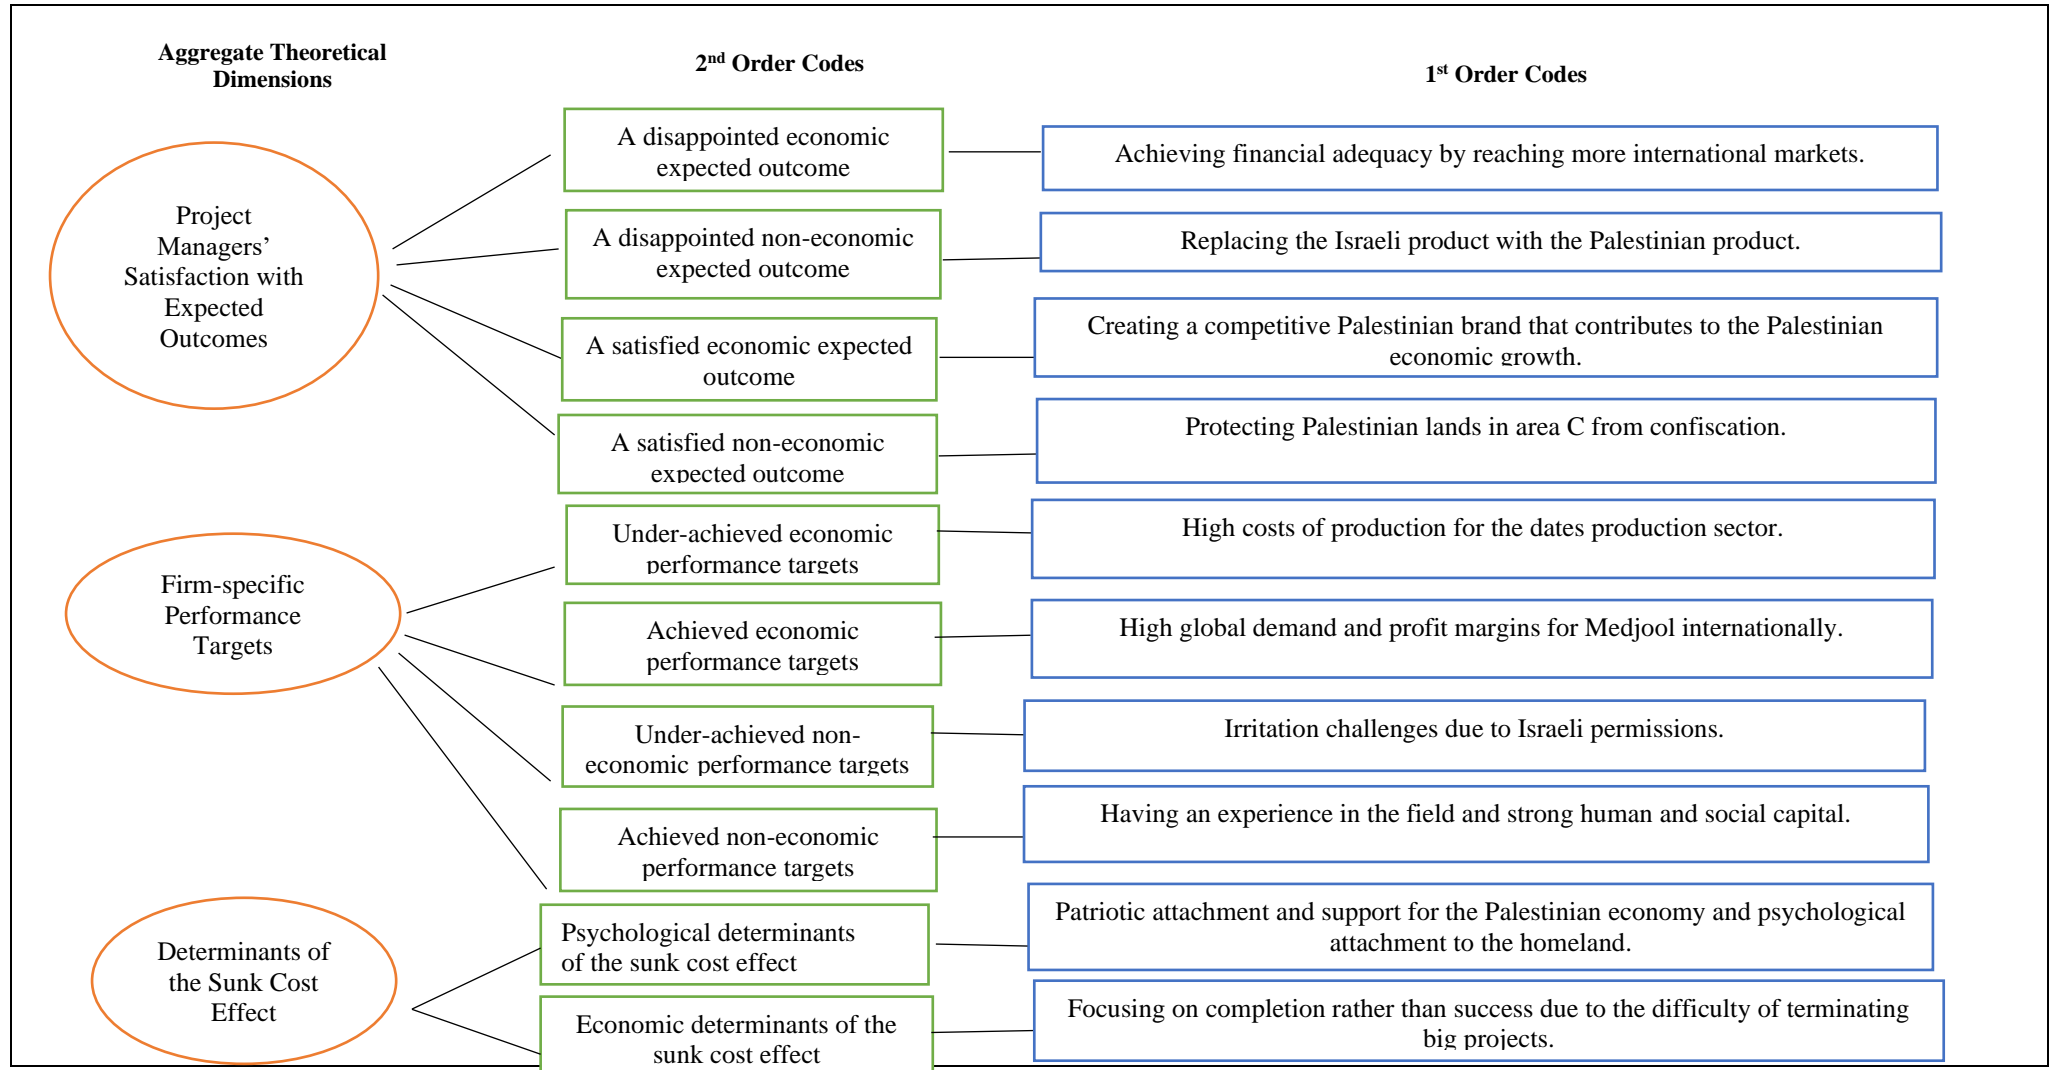 Aggregate Theoretical
Dimensions
2nd Order Codes
1st Order Codes
Project
Managers’
Satisfaction with
Expected
Outcomes
A disappointed economic
expected outcome
Achieving financial adequacy by reaching more international markets.
A disappointed non-economic
expected outcome
Replacing the Israeli product with the Palestinian product.
A satisfied economic expected
outcome
Creating a competitive Palestinian brand that contributes to the Palestinian
economic growth.
A satisfied non-economic
expected outcome
Protecting Palestinian lands in area C from confiscation.
Firm-specific
Performance
Targets
Under-achieved economic
performance targets
High costs of production for the dates production sector.
Achieved economic
performance targets
High global demand and profit margins for Medjool internationally.
Under-achieved non-
economic performance targets
Irritation challenges due to Israeli permissions.
Achieved non-economic
performance targets
Having an experience in the field and strong human and social capital.
Determinants of
the Sunk Cost
Effect
Psychological determinants
of the sunk cost effect
Patriotic attachment and support for the Palestinian economy and psychological
attachment to the homeland.
Economic determinants of the
sunk cost effect
Focusing on completion rather than success due to the difficulty of terminating
big projects.